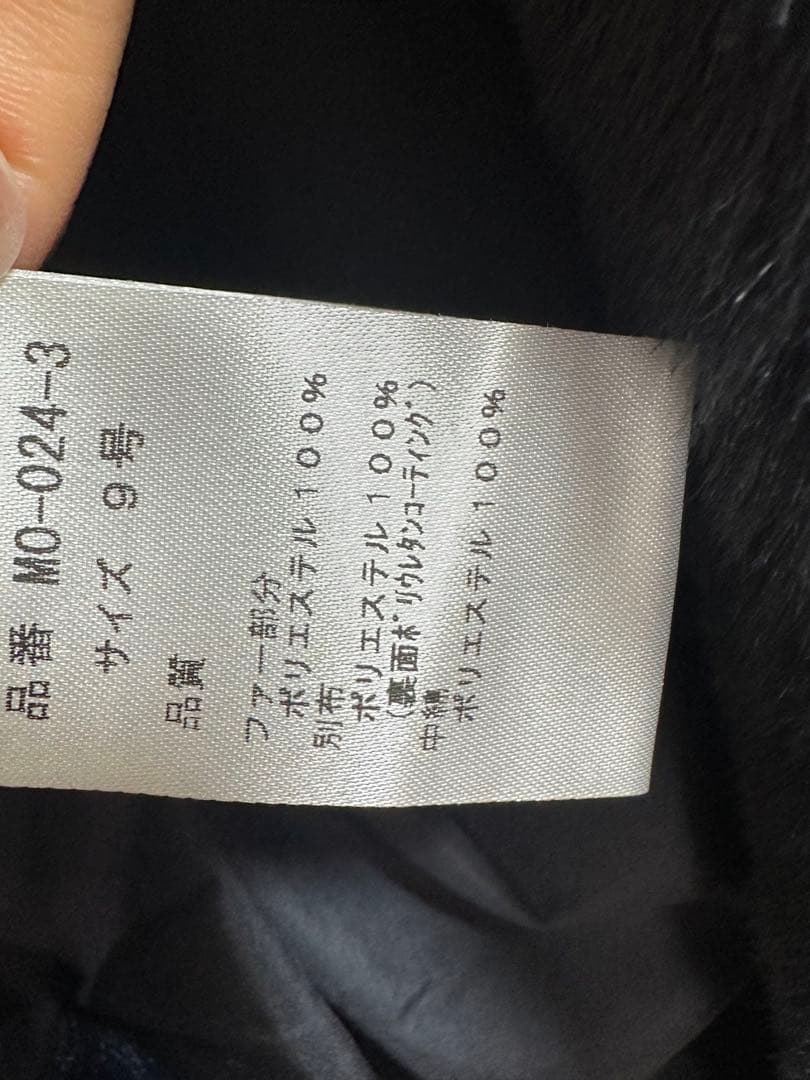 品番 MO-024-3
サイズ 9号
品質
ファー部分
ポリエステル100%
別布
ポリエステル100%
(裏面ポリウレタンコーティング)
中綿
ポリエステル100%